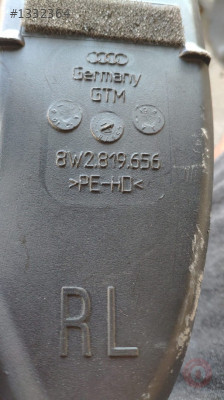 #1332364
Germany
GTM
8W2.819.656
>PE-HD<
RL